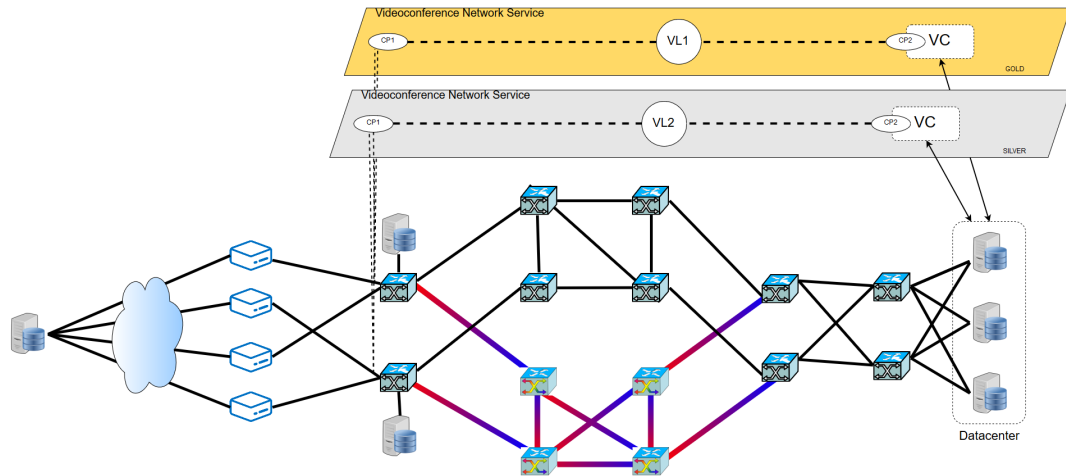 Videoconference Network Service
CP1
VL1
CP2
VC
GOLD
Videoconference Network Service
CP1
VL2
CP2
VC
SILVER
Datacenter